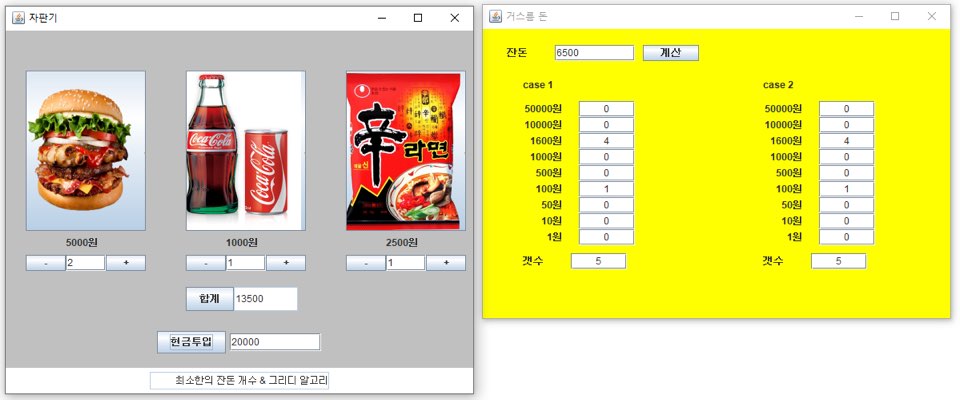 자판기
Coca-Cola
Coca-Cola
辛
라면
5000원
1000원
2500원
- 2 +
- 1 +
- 1 +
합계 13500
현금투입 20000
최소한의 잔돈 개수 & 그리디 알고리
거스름 돈
잔돈 6500 계산
case 1
50000원 0
10000원 0
1600원 4
1000원 0
500원 0
100원 1
50원 0
10원 0
1원 0
갯수 5
case 2
50000원 0
10000원 0
1600원 4
1000원 0
500원 0
100원 1
50원 0
10원 0
1원 0
갯수 5